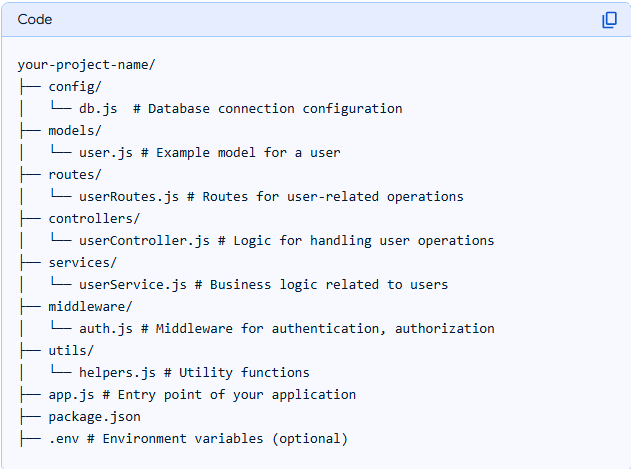 Code
your-project-name/
├── config/
│   └── db.js  # Database connection configuration
├── models/
│   └── user.js # Example model for a user
├── routes/
│   └── userRoutes.js # Routes for user-related operations
├── controllers/
│   └── userController.js # Logic for handling user operations
├── services/
│   └── userService.js # Business logic related to users
├── middleware/
│   └── auth.js # Middleware for authentication, authorization
├── utils/
│   └── helpers.js # Utility functions
├── app.js # Entry point of your application
├── package.json
├── .env # Environment variables (optional)